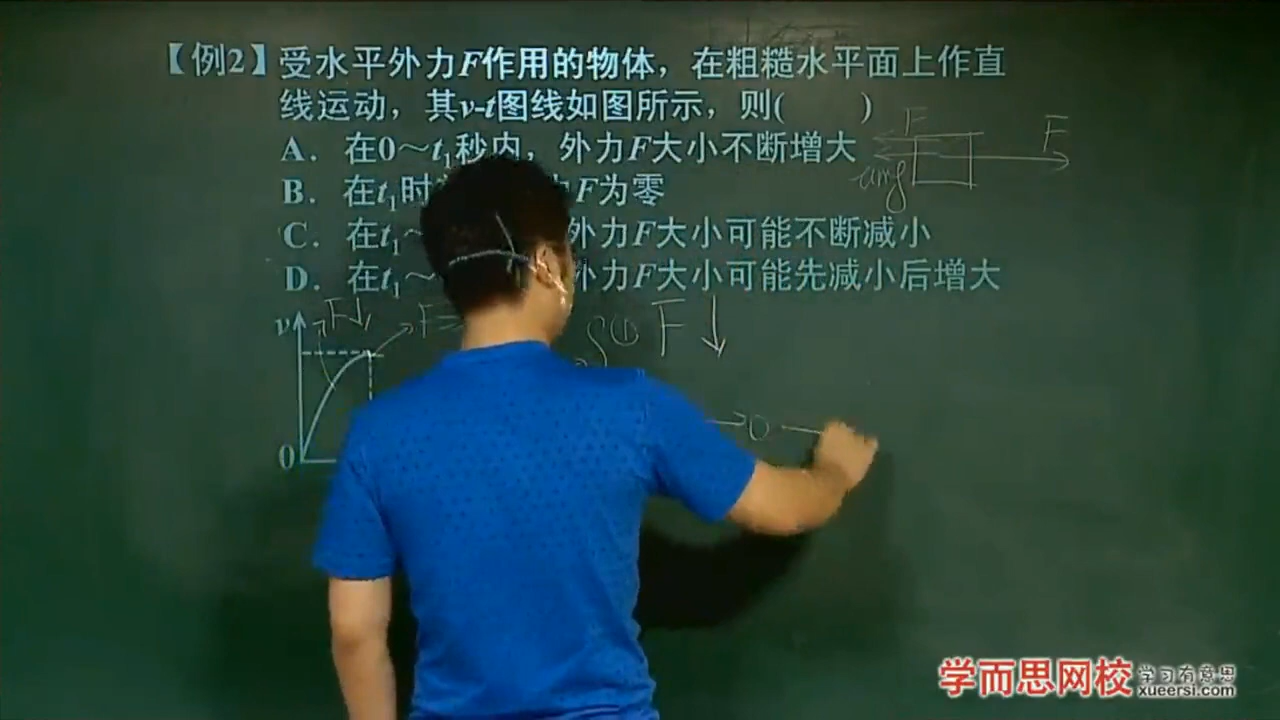 【例2】受水平外力F作用的物体，在粗糙水平面上作直
线运动，其v-t图线如图所示，则(　　)
A．在0～t₁秒内，外力F大小不断增大
B．在t₁时 F为零
C．在t₁～ 外力F大小可能不断减小
D．在t₁～ 外力F大小可能先减小后增大
F
F
umg
v
F↓
F=
① F↓
→0—
0
学而思网校 学习有意思
xueersi.com